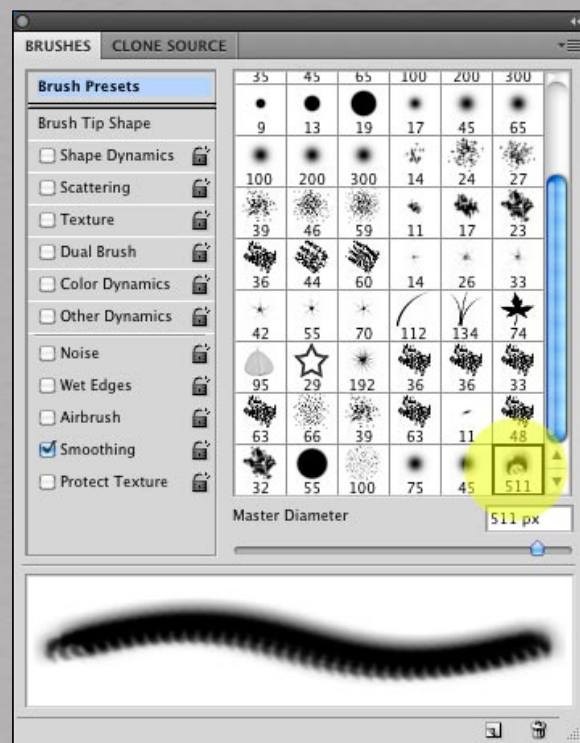 BRUSHES CLONE SOURCE
Brush Presets
Brush Tip Shape
Shape Dynamics
Scattering
Texture
Dual Brush
Color Dynamics
Other Dynamics
Noise
Wet Edges
Airbrush
Smoothing
Protect Texture
35 45 65 100 200 300
9 13 19 17 45 65
100 200 300 14 24 27
39 46 59 11 17 23
36 44 60 14 26 33
42 55 70 112 134 74
95 29 192 36 36 33
63 66 39 63 11 48
32 55 100 75 45 511
Master Diameter
511 px